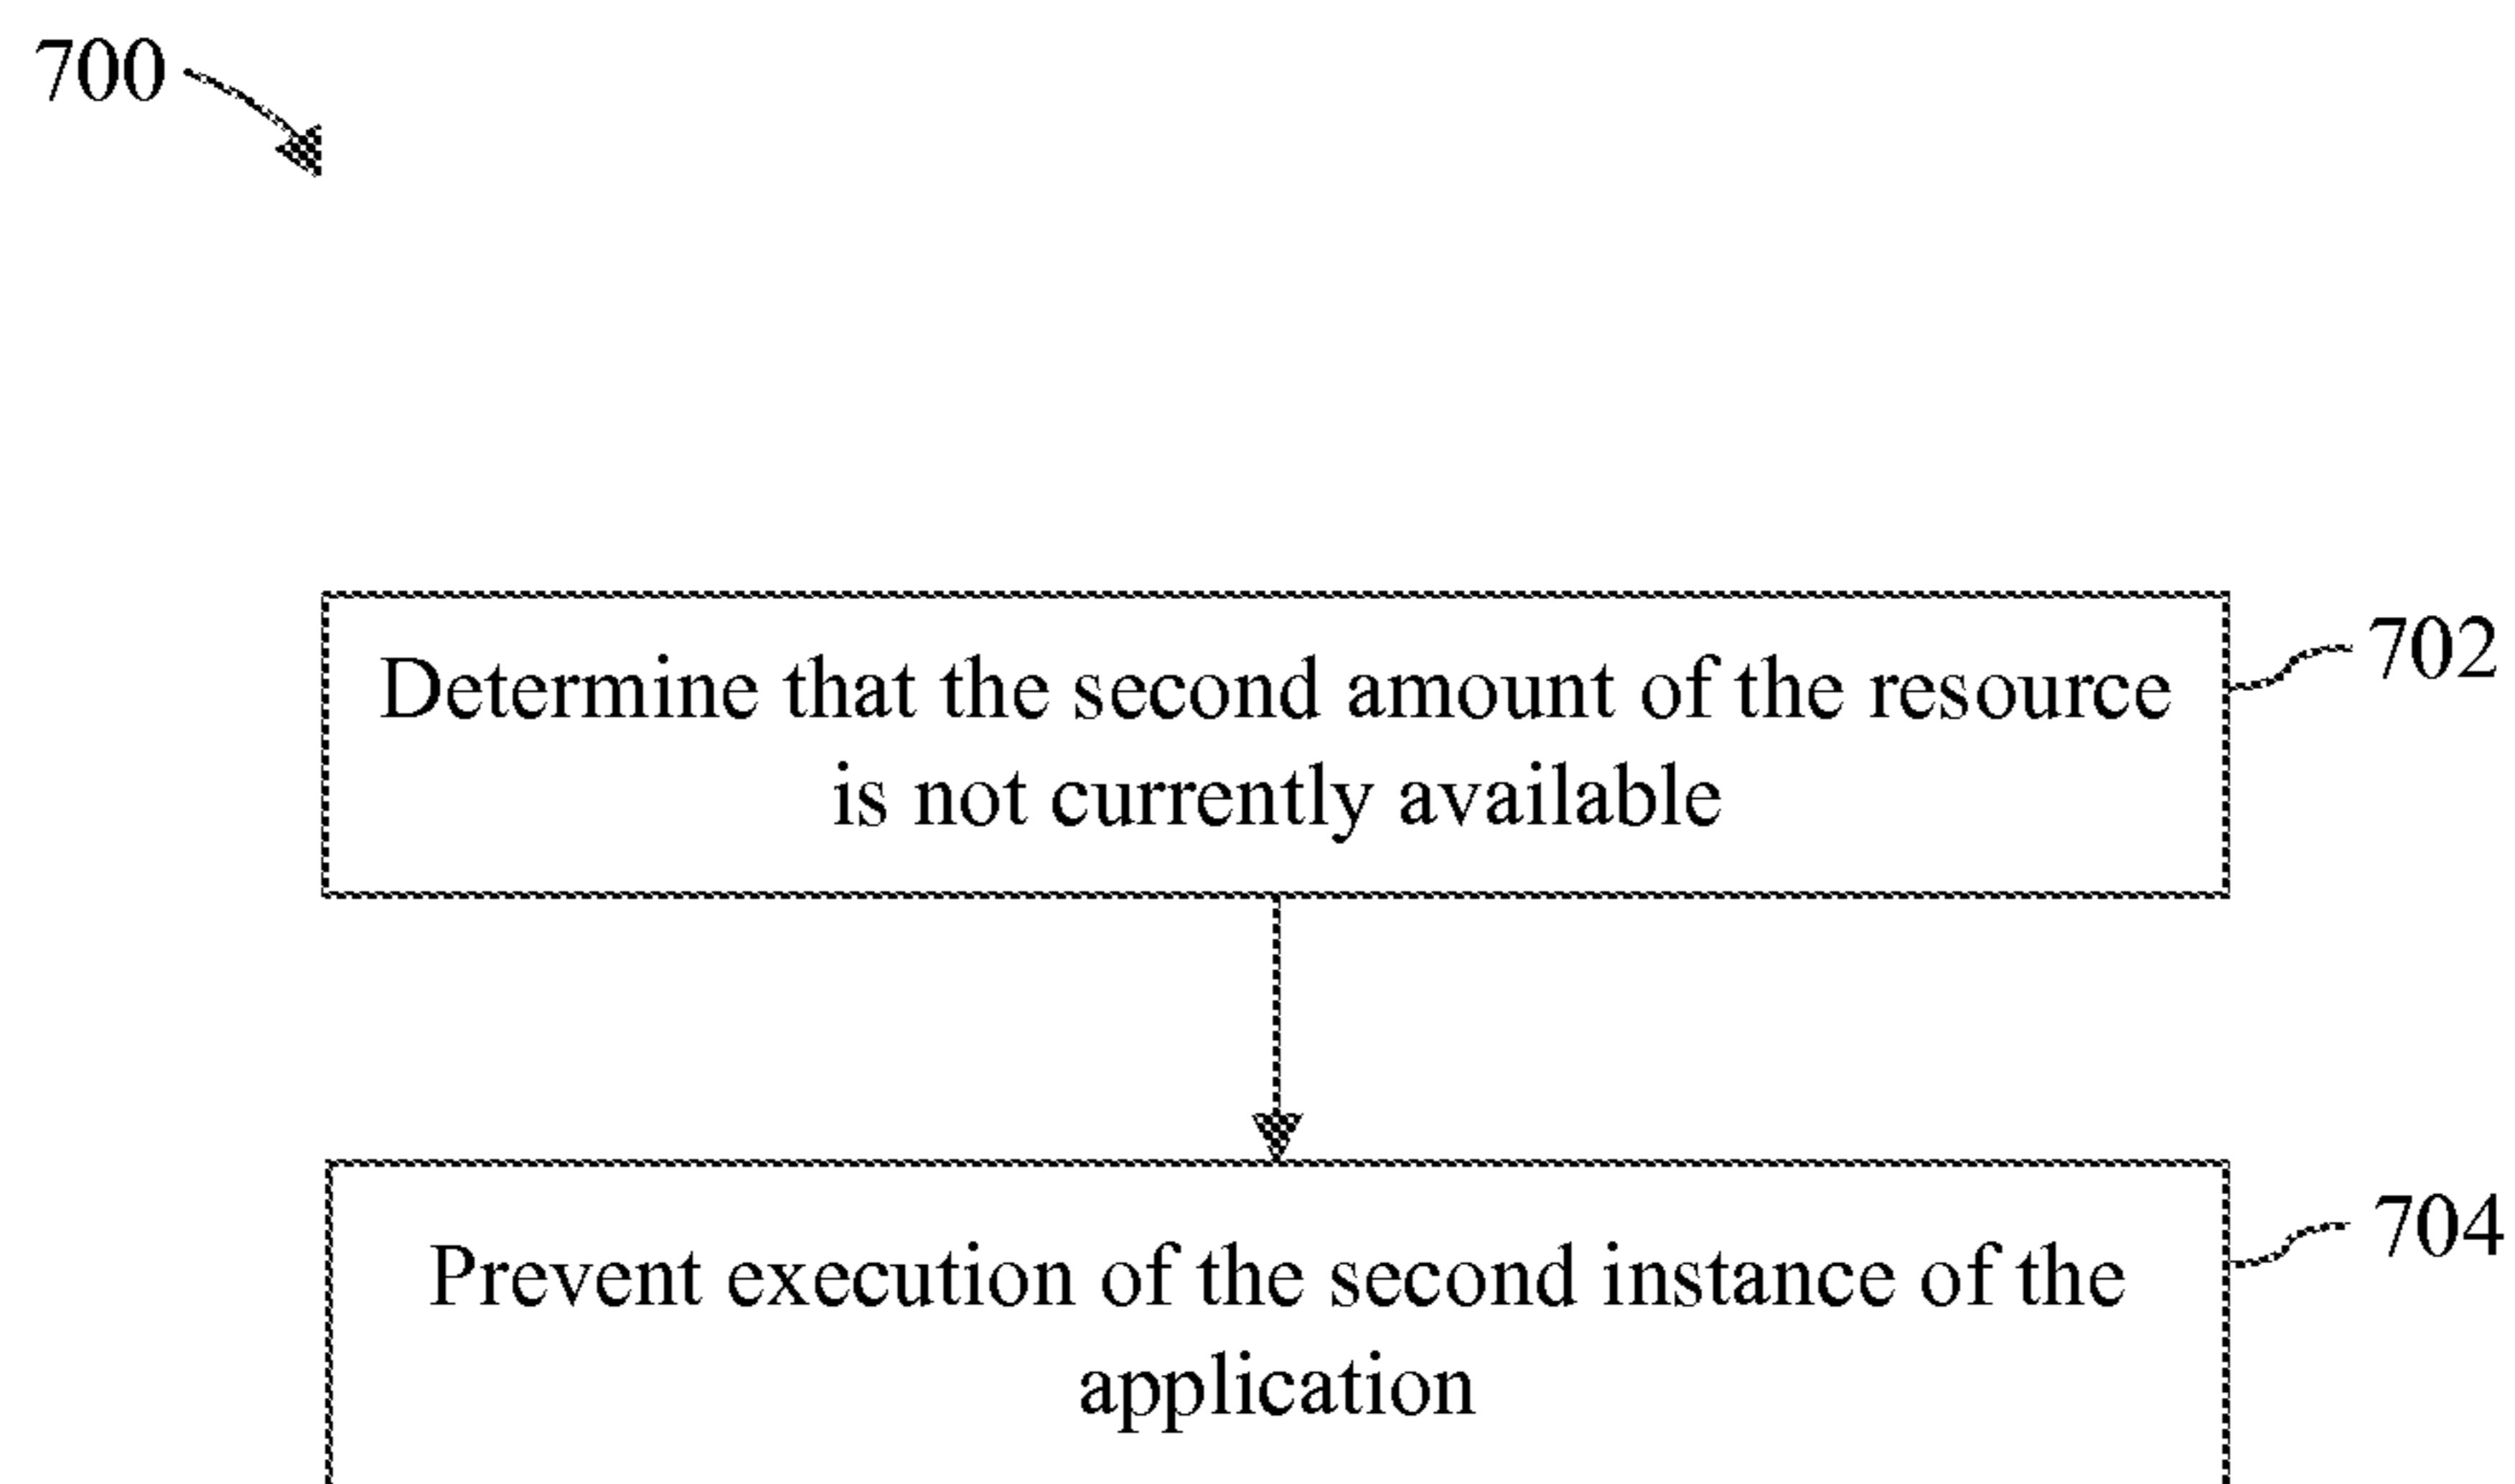 700
Determine that the second amount of the resource
is not currently available
702
Prevent execution of the second instance of the
application
704